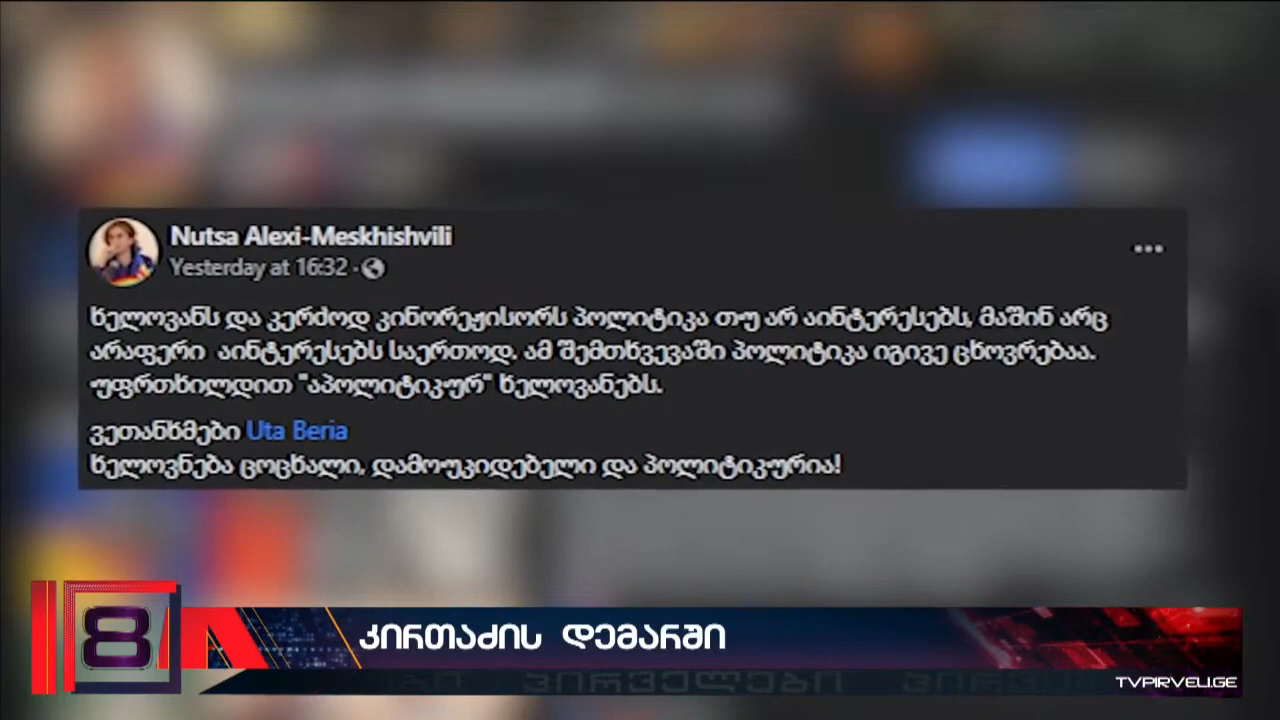 Nutsa Alexi-Meskhishvili
Yesterday at 16:32 ·
ხელოვანს და კერძოდ კინორეჟისორს პოლიტიკა თუ არ აინტერესებს, მაშინ არც
არაფერი აინტერესებს საერთოდ. ამ შემთხვევაში პოლიტიკა იგივე ცხოვრებაა.
უფრთხილდით "აპოლიტიკურ" ხელოვანებს.
ვეთანხმები Uta Beria
ხელოვნება ცოცხალი, დამოუკიდებელი და პოლიტიკურია!
8
კირთაძის დემარში
პირველები
TVPIRVELI.GE